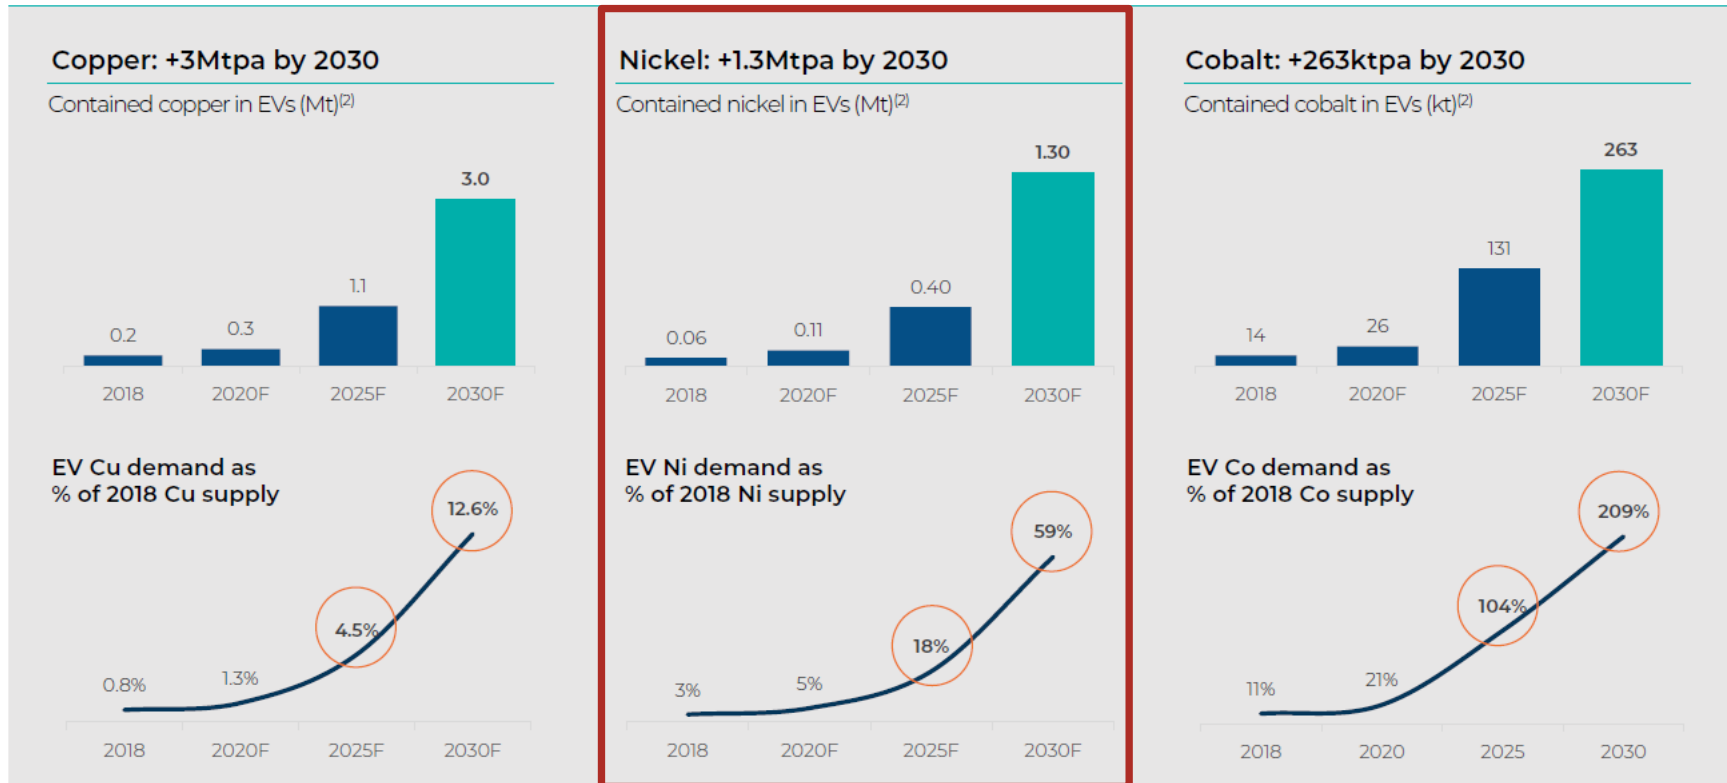 Copper: +3Mtpa by 2030
Contained copper in EVs (Mt)(2)
3.0
1.1
0.3
0.2
2018 2020F 2025F 2030F
EV Cu demand as
% of 2018 Cu supply
12.6%
4.5%
1.3%
0.8%
2018 2020F 2025F 2030F
Nickel: +1.3Mtpa by 2030
Contained nickel in EVs (Mt)(2)
1.30
0.40
0.11
0.06
2018 2020F 2025F 2030F
EV Ni demand as
% of 2018 Ni supply
59%
18%
5%
3%
2018 2020F 2025F 2030F
Cobalt: +263ktpa by 2030
Contained cobalt in EVs (kt)(2)
263
131
26
14
2018 2020F 2025F 2030F
EV Co demand as
% of 2018 Co supply
209%
104%
21%
11%
2018 2020 2025 2030